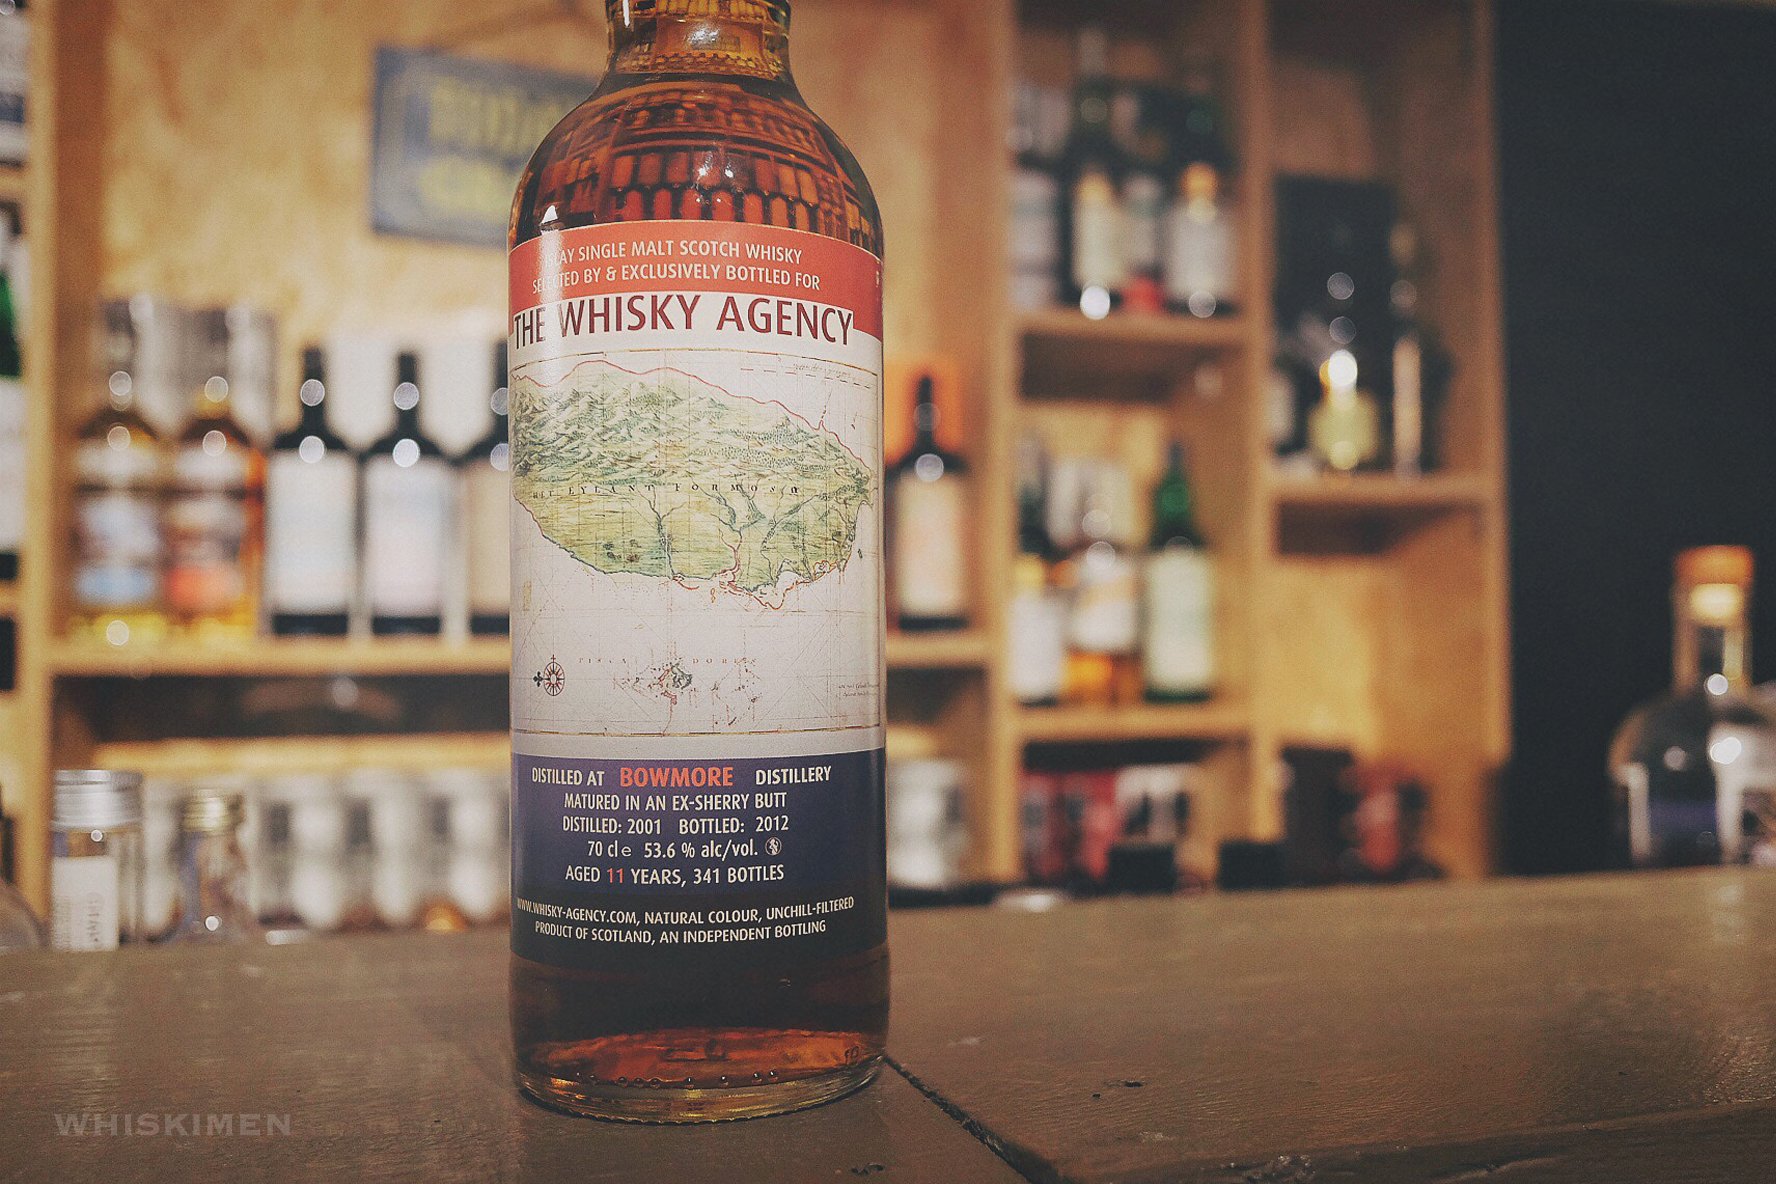 AY SINGLE MALT SCOTCH WHISKY
SELECTED BY & EXCLUSIVELY BOTTLED FOR
THE WHISKY AGENCY
HET EYLANT FORMOSA
DISTILLED AT BOWMORE DISTILLERY
MATURED IN AN EX-SHERRY BUTT
DISTILLED: 2001 BOTTLED: 2012
70 cl e 53.6 % alc/vol.
AGED 11 YEARS, 341 BOTTLES
WWW.WHISKY-AGENCY.COM, NATURAL COLOUR, UNCHILL-FILTERED
PRODUCT OF SCOTLAND, AN INDEPENDENT BOTTLING
WHISKIMEN